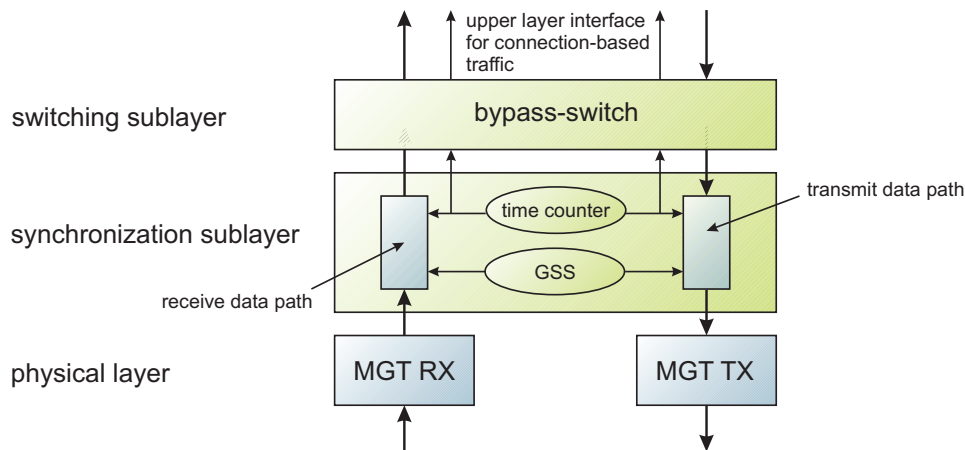 upper layer interface
for connection-based
traffic
switching sublayer
bypass-switch
transmit data path
time counter
synchronization sublayer
GSS
receive data path
physical layer
MGT RX
MGT TX